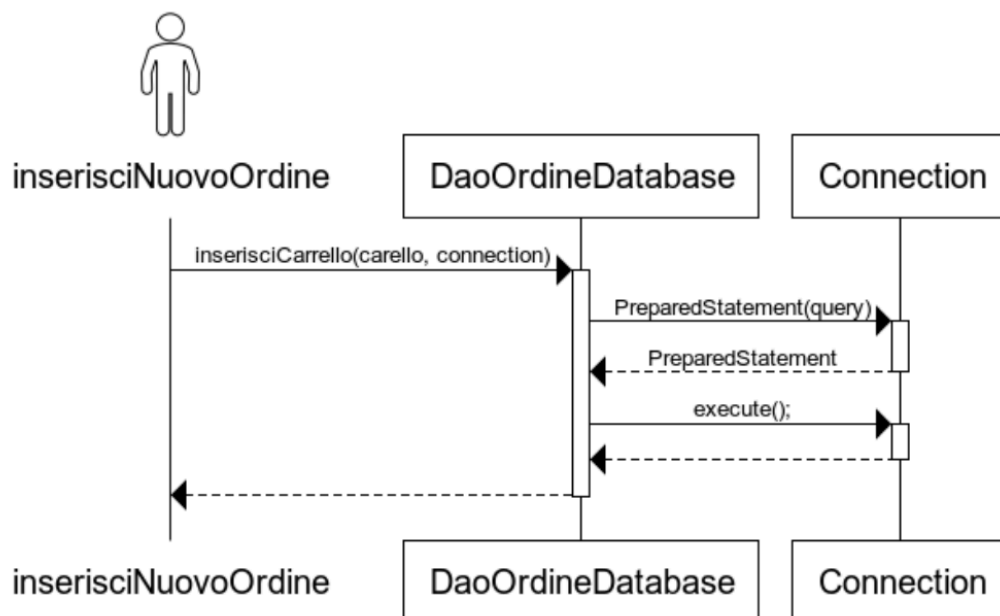 inserisciNuovoOrdine
DaoOrdineDatabase
Connection
inserisciCarrello(carello, connection)
PreparedStatement(query)
PreparedStatement
execute();
inserisciNuovoOrdine
DaoOrdineDatabase
Connection